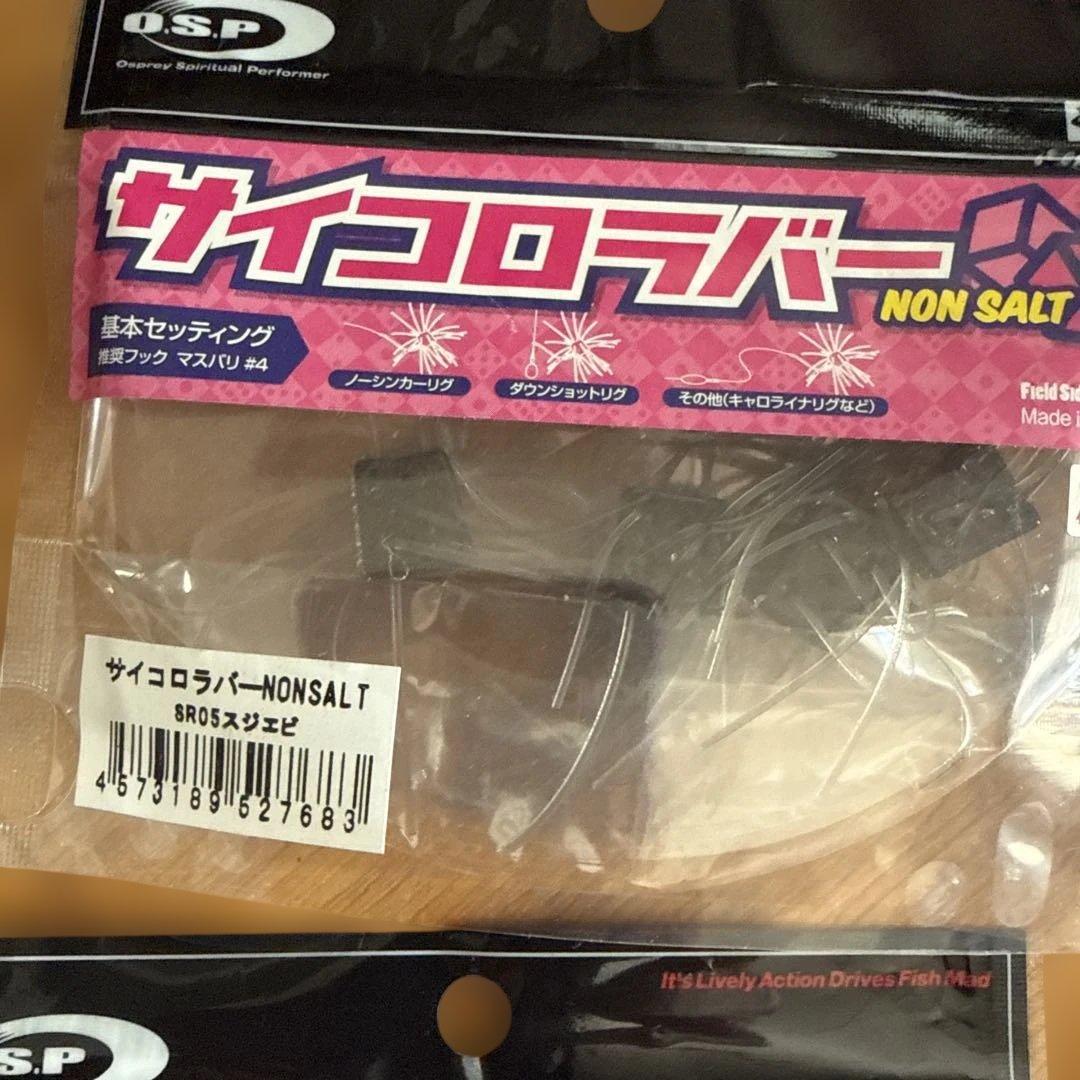 O.S.P
Osprey Spiritual Performer
サイコロラバー
NON SALT
基本セッティング
推奨フック マスバリ #4
ノーシンカーリグ
ダウンショットリグ
その他(キャロライナリグなど)
Field
Made
サイコロラバーNONSALT
SR05スジエビ
4573189527683
It's Lively Action Drives Fish Mad
S.P